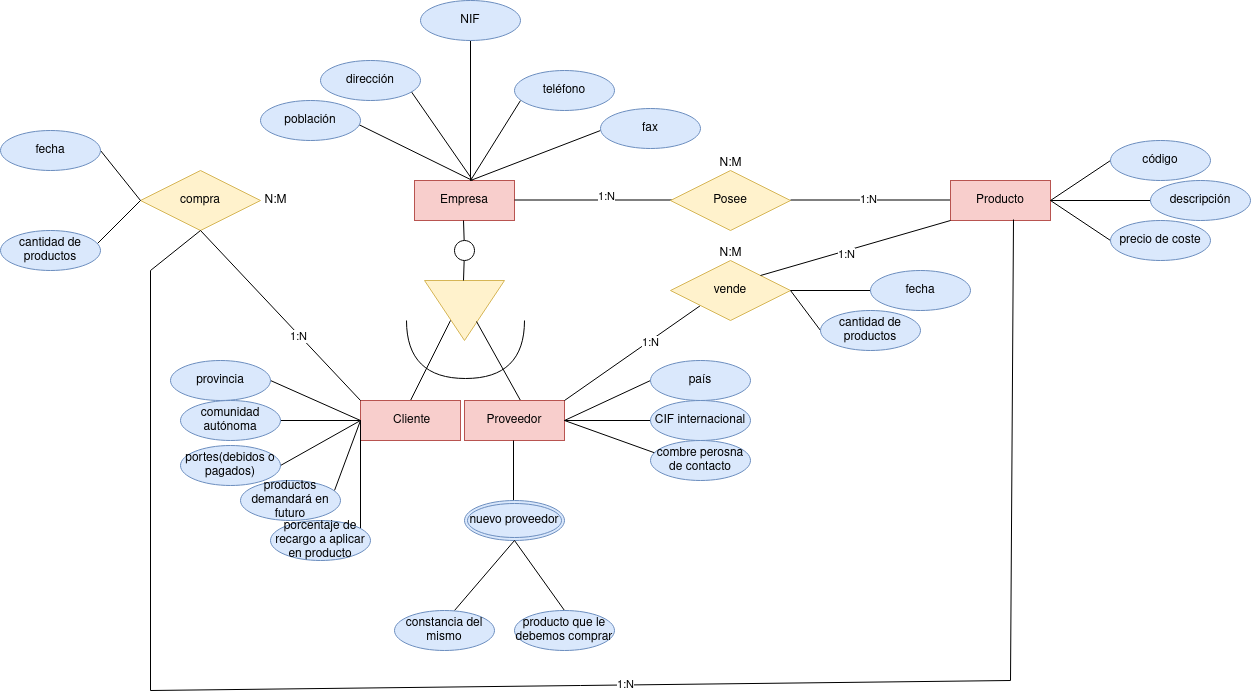 NIF
dirección
teléfono
población
fax
fecha
compra
N:M
cantidad de
productos
Empresa
1:N
N:M
Posee
1:N
Producto
código
descripción
precio de coste
N:M
vende
1:N
fecha
cantidad de
productos
1:N
1:N
provincia
comunidad
autónoma
portes(debidos o
pagados)
productos
demandará en
futuro
porcentaje de
recargo a aplicar
en producto
Cliente
Proveedor
país
CIF internacional
combre perosna
de contacto
nuevo proveedor
constancia del
mismo
producto que le
debemos comprar
1:N